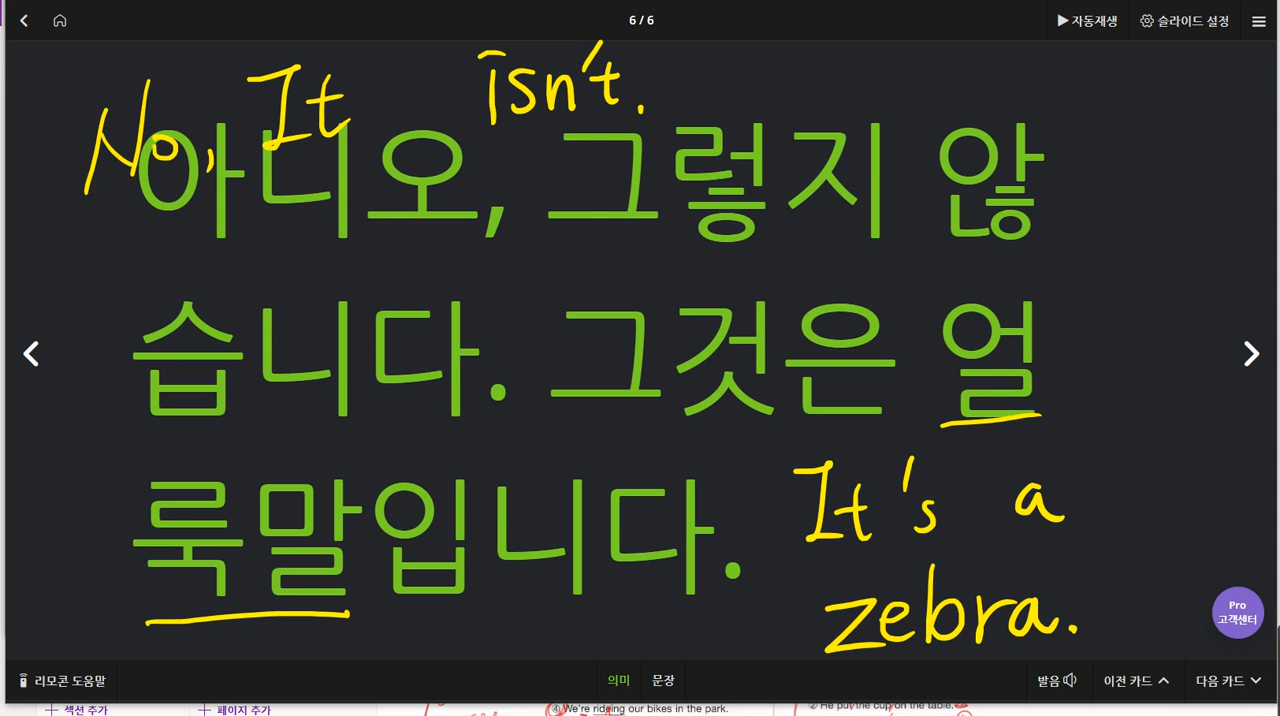 6 / 6
▶ 자동재생
슬라이드 설정
No, It isn't.
아니오, 그렇지 않
습니다. 그것은 얼
룩말입니다.
It's a
zebra.
Pro
고객센터
리모콘 도움말
의미
문장
발음
이전 카드
다음 카드
섹션 추가
페이지 추가
④ We're rideing our bikes in the park.
② He put the cup on the table.